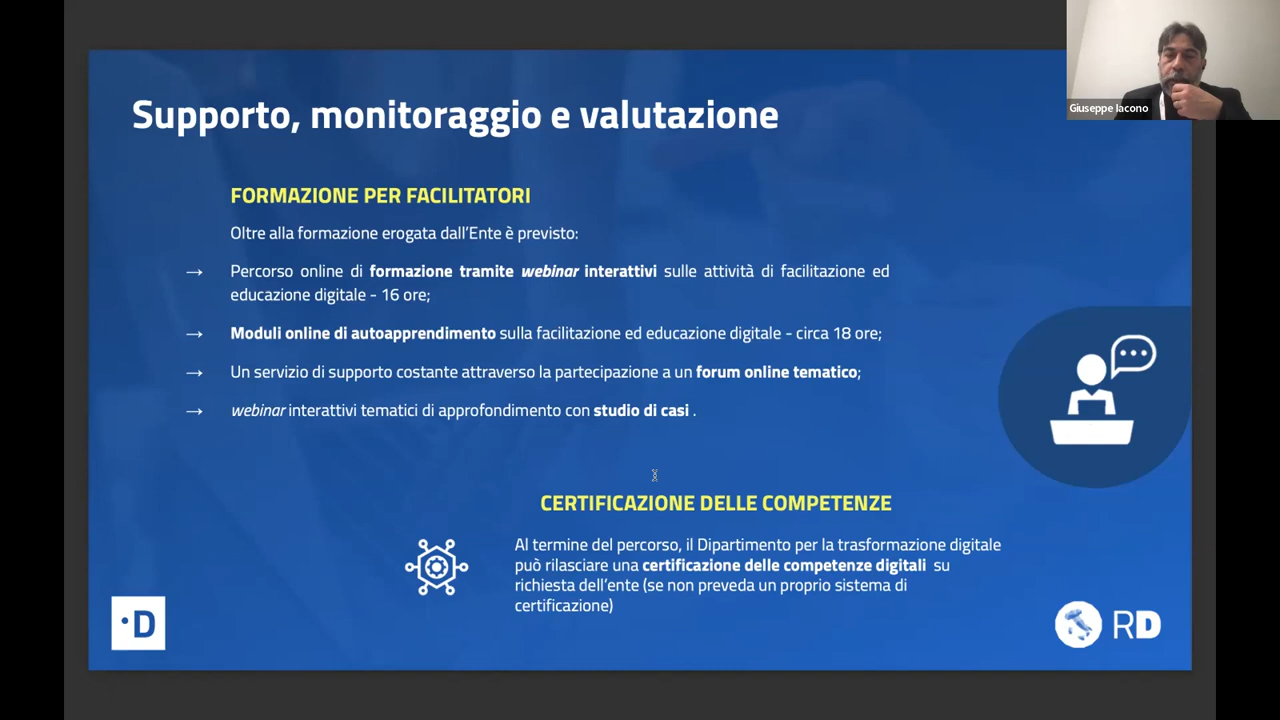 Giuseppe Iacono
Supporto, monitoraggio e valutazione
FORMAZIONE PER FACILITATORI
Oltre alla formazione erogata dall'Ente è previsto:
→ Percorso online di formazione tramite webinar interattivi sulle attività di facilitazione ed
educazione digitale - 16 ore;
→ Moduli online di autoapprendimento sulla facilitazione ed educazione digitale - circa 18 ore;
→ Un servizio di supporto costante attraverso la partecipazione a un forum online tematico;
→ webinar interattivi tematici di approfondimento con studio di casi .
CERTIFICAZIONE DELLE COMPETENZE
Al termine del percorso, il Dipartimento per la trasformazione digitale
può rilasciare una certificazione delle competenze digitali su
richiesta dell'ente (se non preveda un proprio sistema di
certificazione)
·D
RD